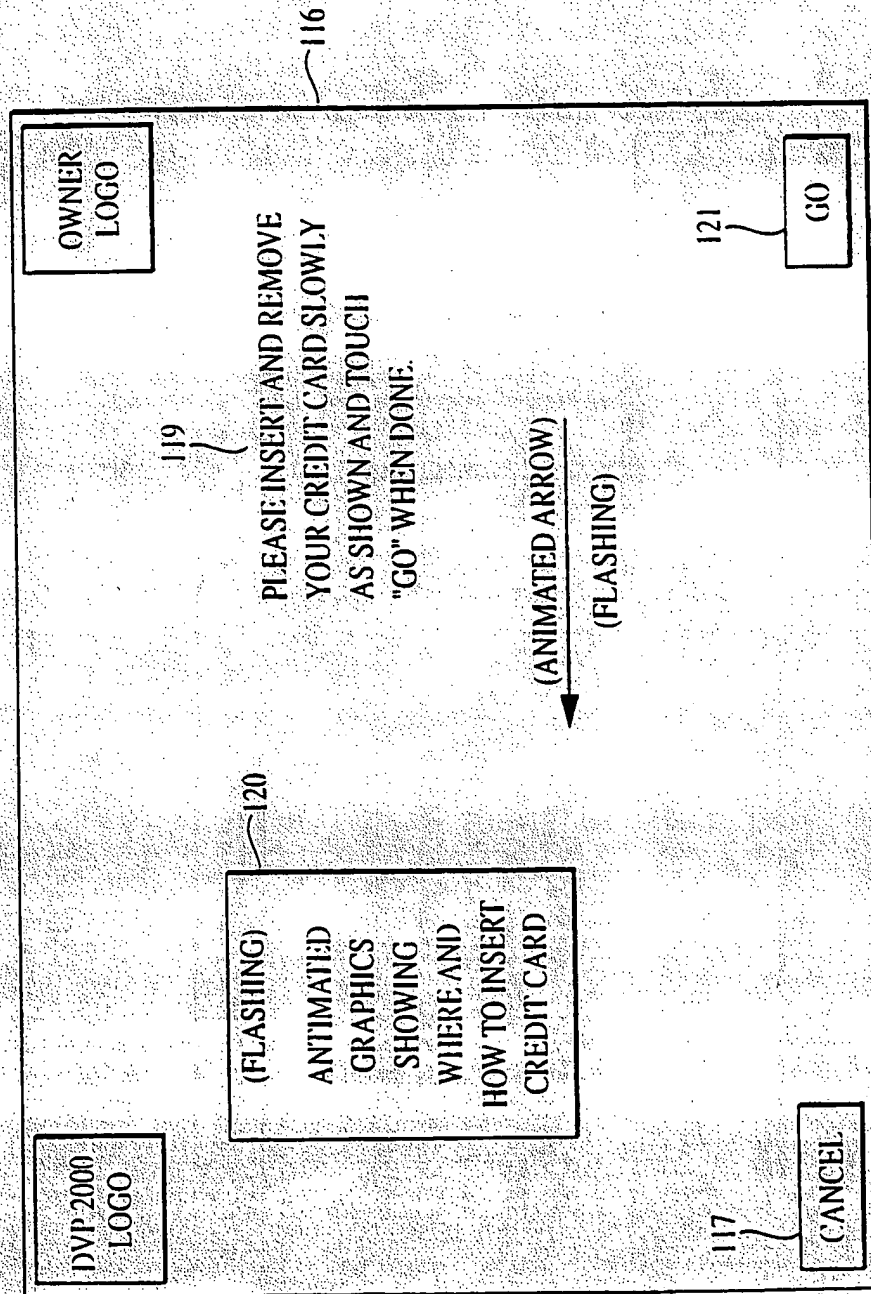 DVP 2000
LOGO
OWNER
LOGO
116
120
(FLASHING)
ANTIMATED
GRAPHICS
SHOWING
WHERE AND
HOW TO INSERT
CREDIT CARD
119
PLEASE INSERT AND REMOVE
YOUR CREDIT CARD SLOWLY
AS SHOWN AND TOUCH
"GO" WHEN DONE.
(ANIMATED ARROW)
(FLASHING)
117
CANCEL
121
GO